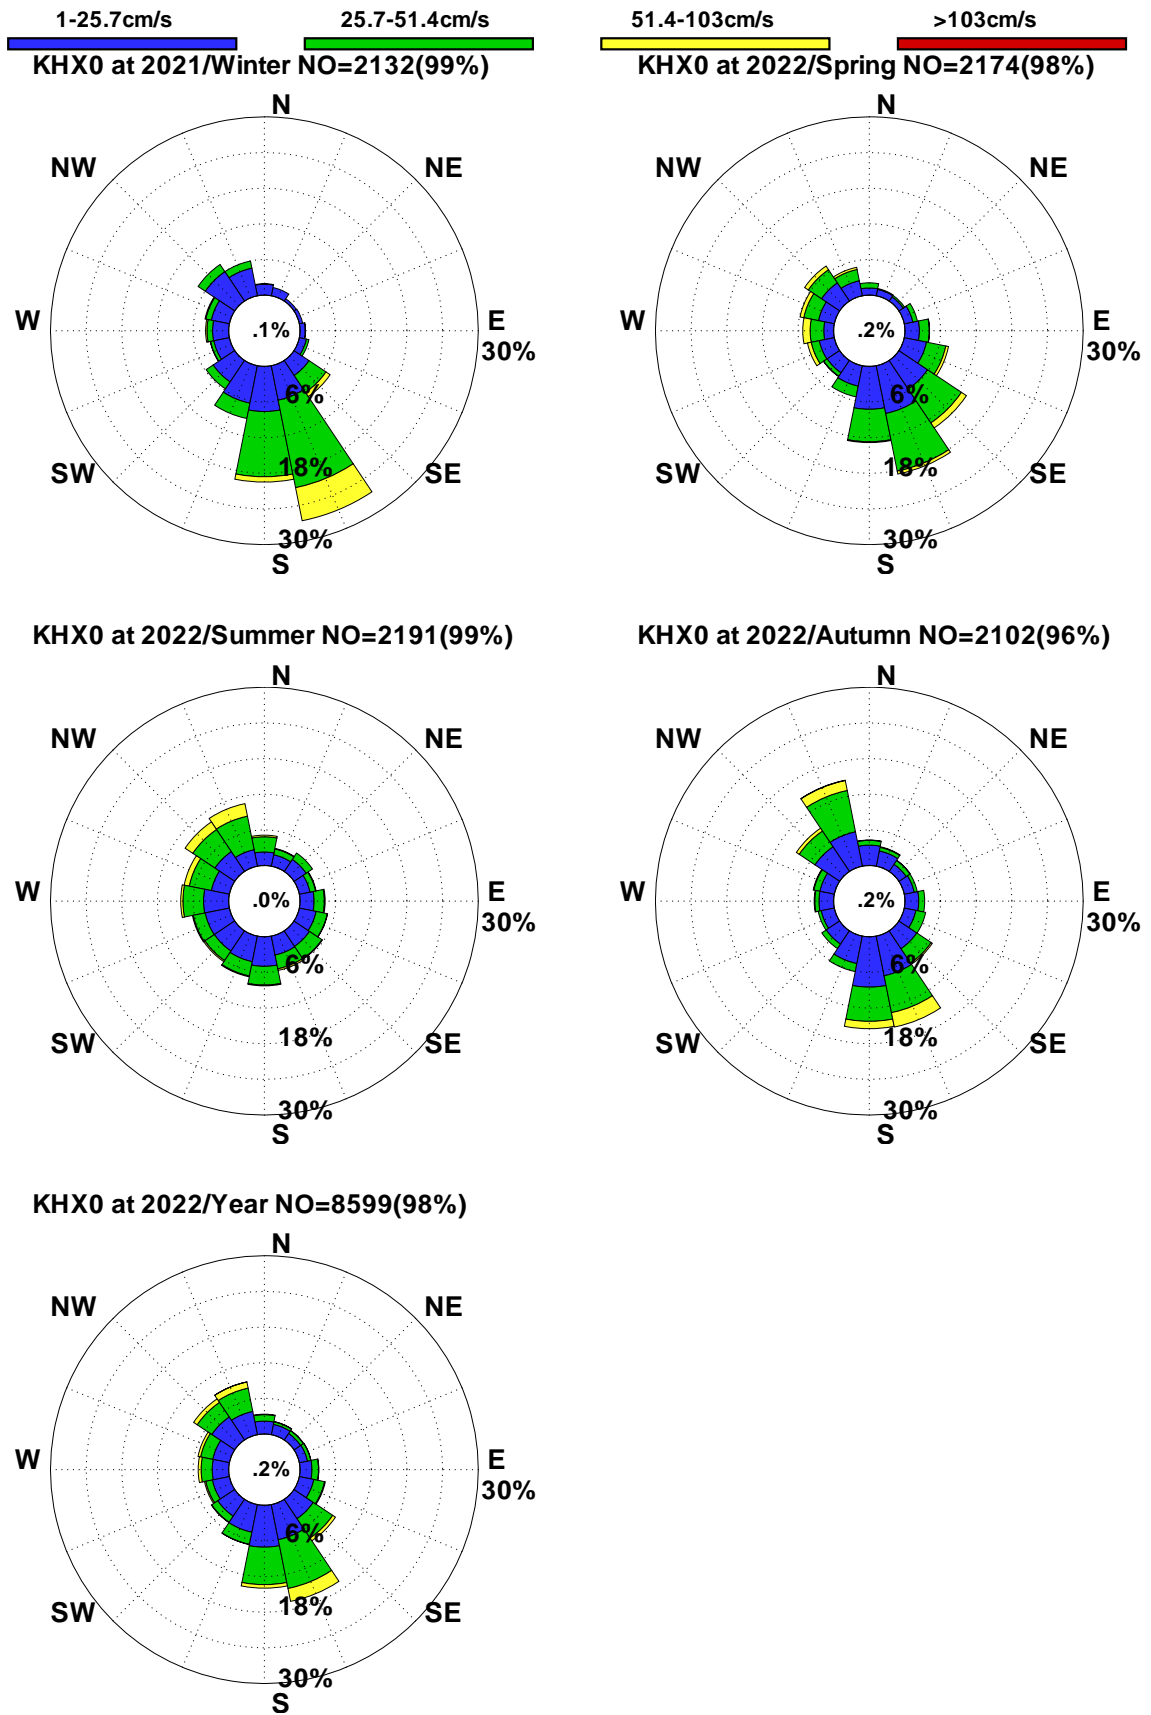 1-25.7cm/s 25.7-51.4cm/s 51.4-103cm/s >103cm/s
KHX0 at 2021/Winter NO=2132(99%)
N
NW NE
W .1% E
30%
6%
SW 18% SE
30%
S
KHX0 at 2022/Spring NO=2174(98%)
N
NW NE
W .2% E
30%
6%
SW 18% SE
30%
S
KHX0 at 2022/Summer NO=2191(99%)
N
NW NE
W .0% E
30%
6%
SW 18% SE
30%
S
KHX0 at 2022/Autumn NO=2102(96%)
N
NW NE
W .2% E
30%
6%
SW 18% SE
30%
S
KHX0 at 2022/Year NO=8599(98%)
N
NW NE
W .2% E
30%
6%
SW 18% SE
30%
S